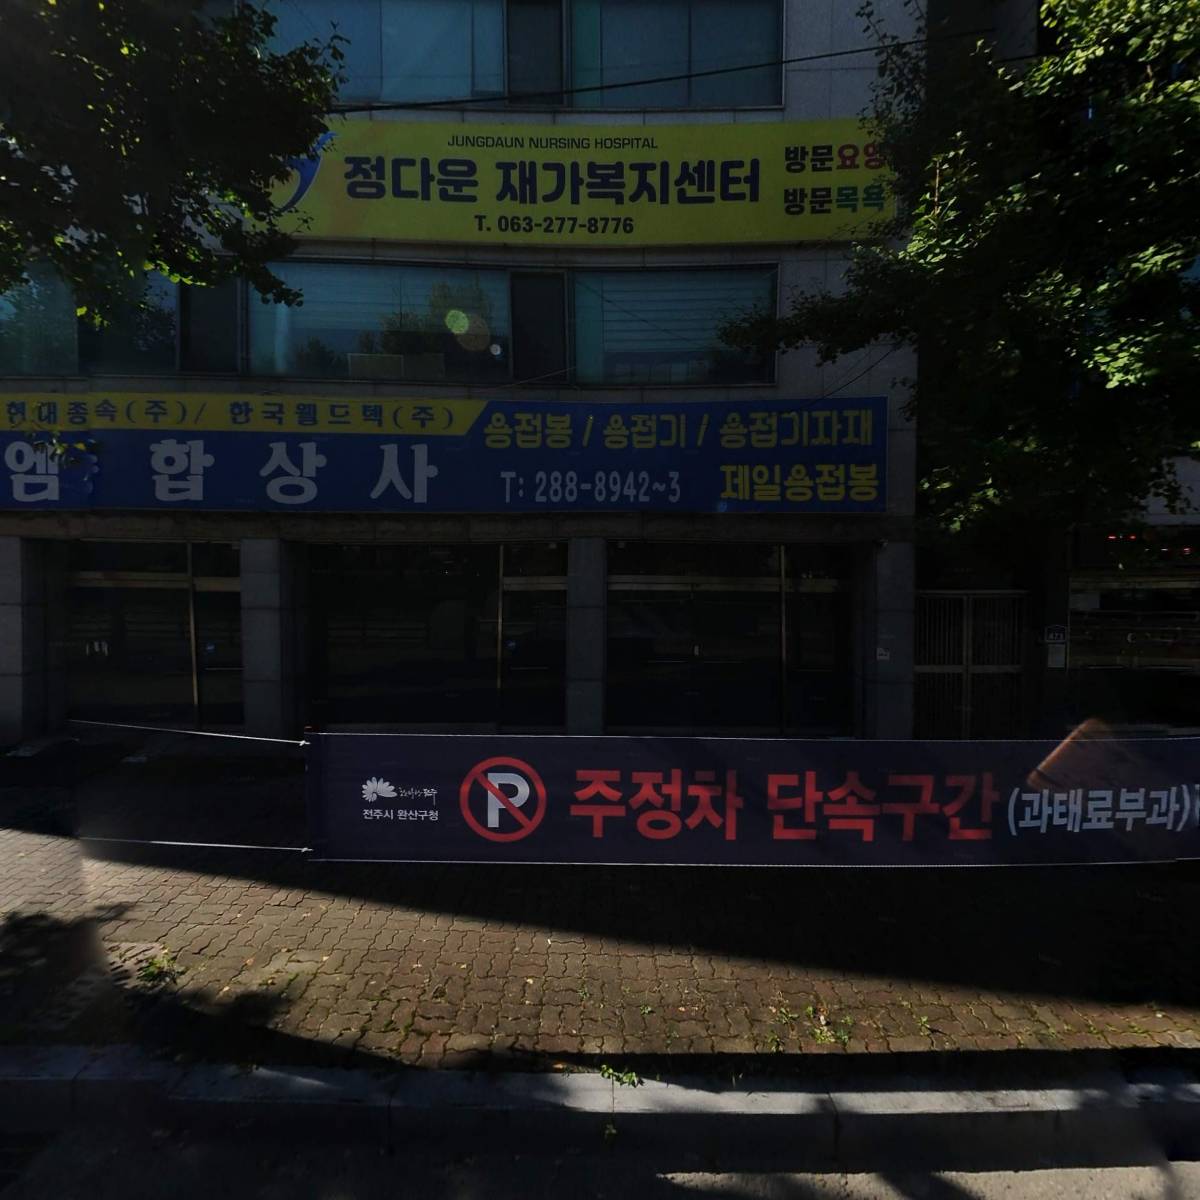 JUNGDAUN NURSING HOSPITAL
정다운 재가복지센터
방문요양
방문목욕
T. 063-277-8776
현대종속(주)/ 한국웰드텍(주)
용접봉 / 용접기 / 용접기자재
엠 합 상 사
T: 288-8942~3
제일용접봉
473
전주시 완산구청
주정차 단속구간
(과태료부과)